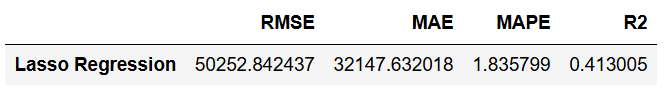 RMSE MAE MAPE R2
Lasso Regression 50252.842437 32147.632018 1.835799 0.413005